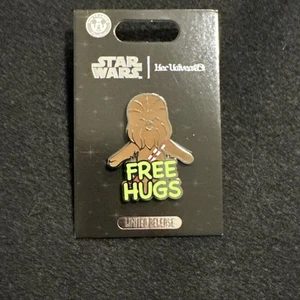 STAR WARS | Her Universe
FREE
HUGS
LIMITED RELEASE